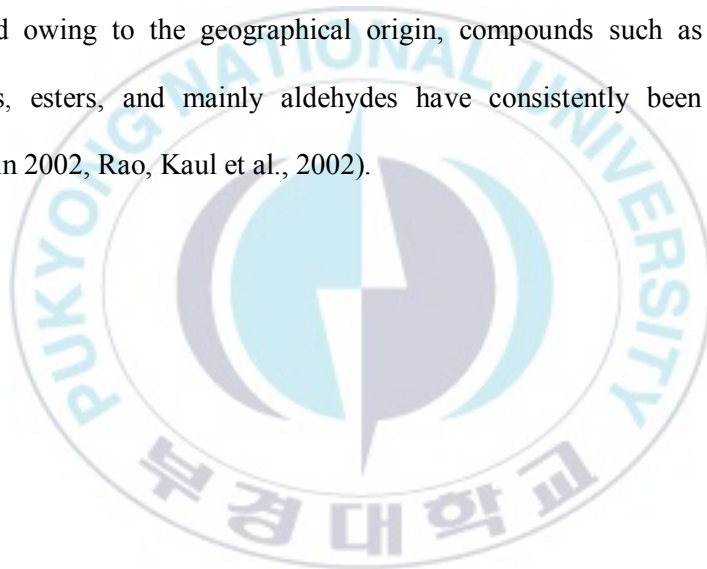 d owing to the geographical origin, compounds such as
s, esters, and mainly aldehydes have consistently been
in 2002, Rao, Kaul et al., 2002).
PUKYONG NATIONAL UNIVERSITY
부경대학교